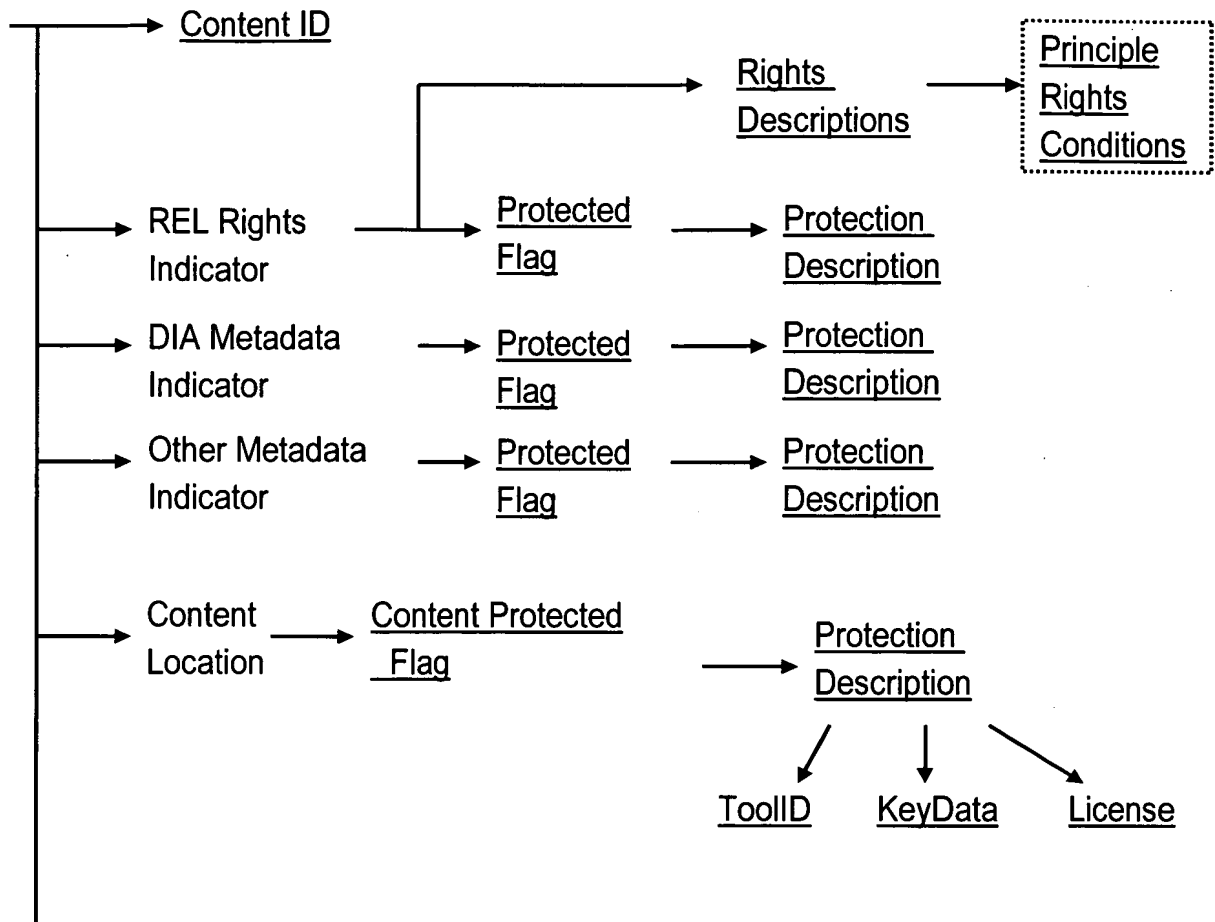 Content ID
Rights
Descriptions
Principle
Rights
Conditions
REL Rights
Indicator
Protected
Flag
Protection
Description
DIA Metadata
Indicator
Protected
Flag
Protection
Description
Other Metadata
Indicator
Protected
Flag
Protection
Description
Content
Location
Content Protected
Flag
Protection
Description
ToolID
KeyData
License